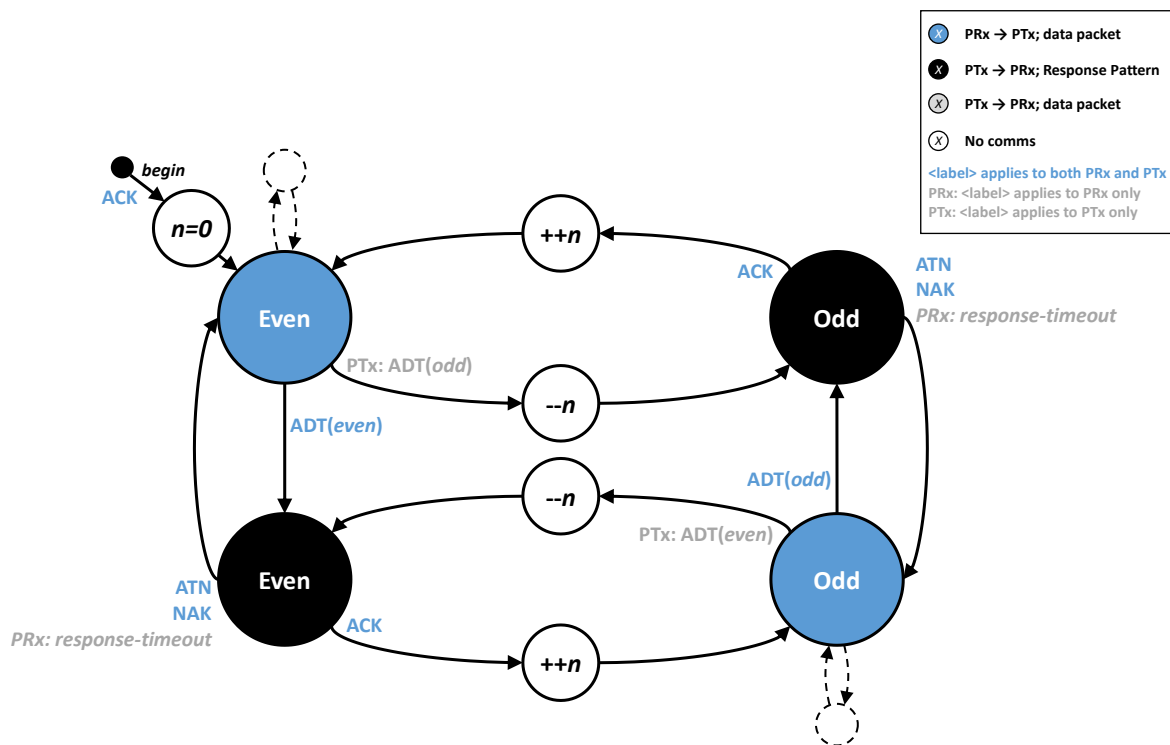 X PRx → PTx; data packet
X PTx → PRx; Response Pattern
X PTx → PRx; data packet
X No comms
<label> applies to both PRx and PTx
PRx: <label> applies to PRx only
PTx: <label> applies to PTx only
begin
ACK
n=0
++n
ACK
ATN
NAK
PRx: response-timeout
Even
Odd
PTx: ADT(odd)
--n
ADT(even)
ADT(odd)
--n
PTx: ADT(even)
Even
Odd
ATN
NAK
PRx: response-timeout
ACK
++n